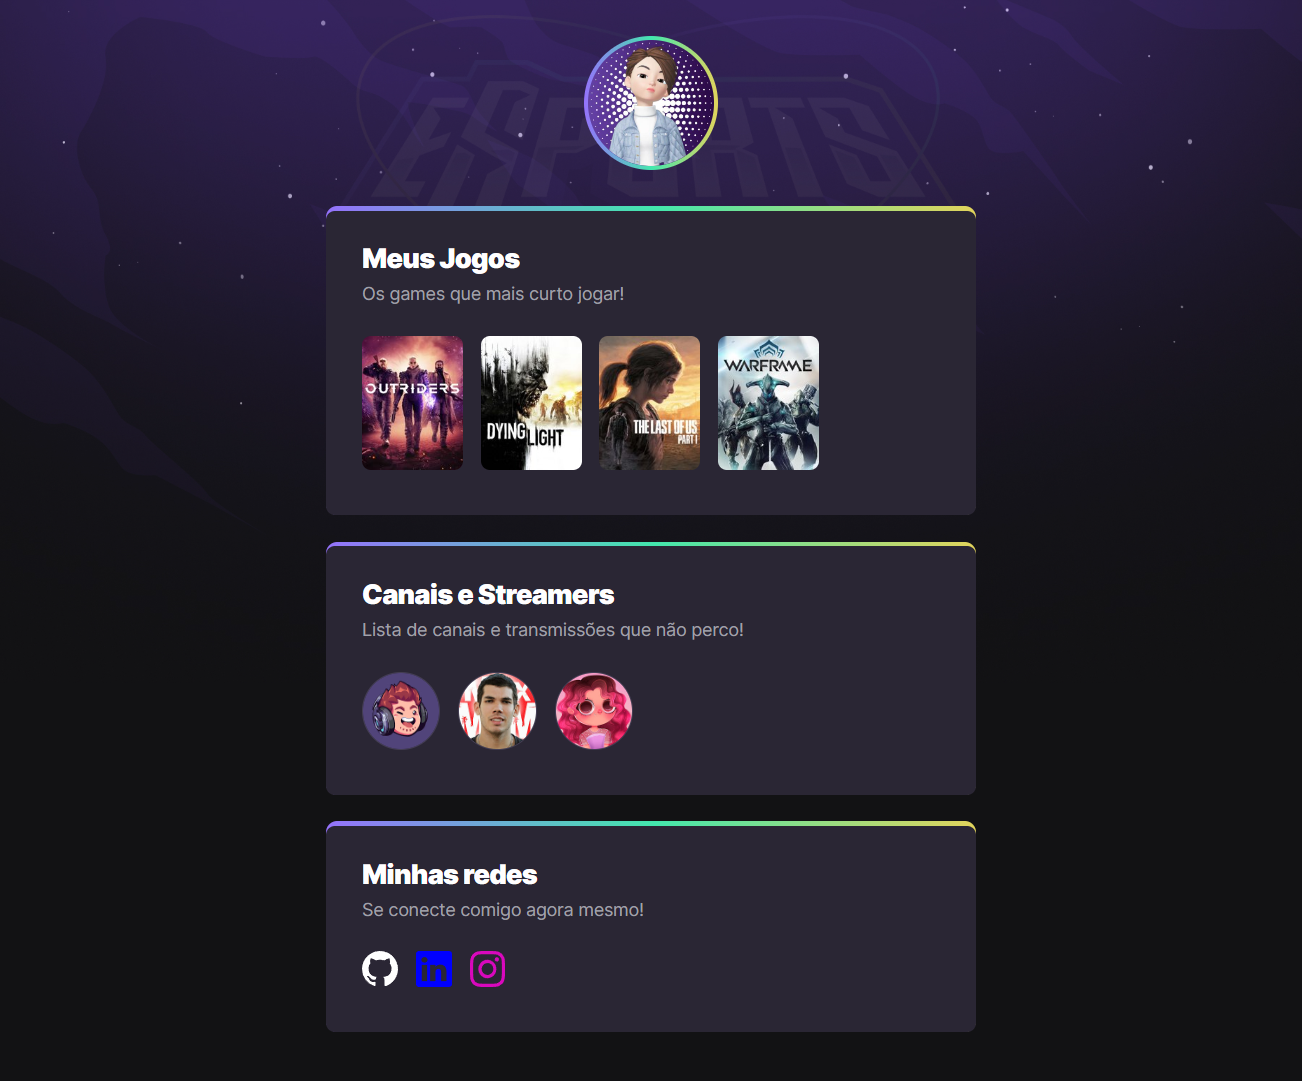 ESPORTS
Meus Jogos
Os games que mais curto jogar!
OUTRIDERS
DYING LIGHT
THE LAST OF US
PART I
WARFRAME
Canais e Streamers
Lista de canais e transmissões que não perco!
Minhas redes
Se conecte comigo agora mesmo!
in